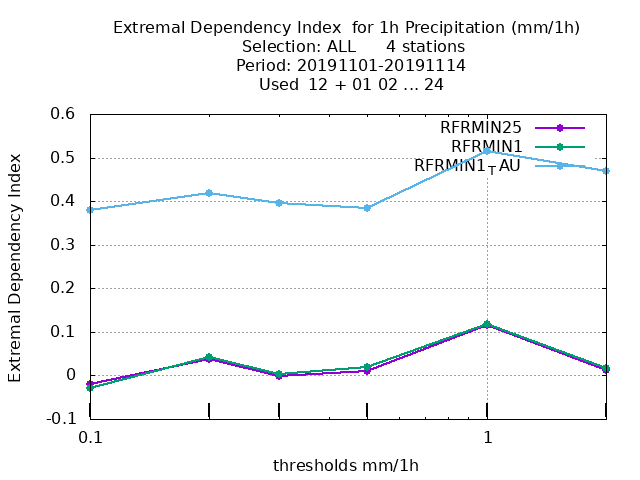 Extremal Dependency Index  for 1h Precipitation (mm/1h)
Selection: ALL      4 stations
Period: 20191101-20191114
Used  12 + 01 02 ... 24
RFRMIN25
RFRMIN1
RFRMIN1TAU
Extremal Dependency Index
0.6
0.5
0.4
0.3
0.2
0.1
0
-0.1
0.1
1
thresholds mm/1h